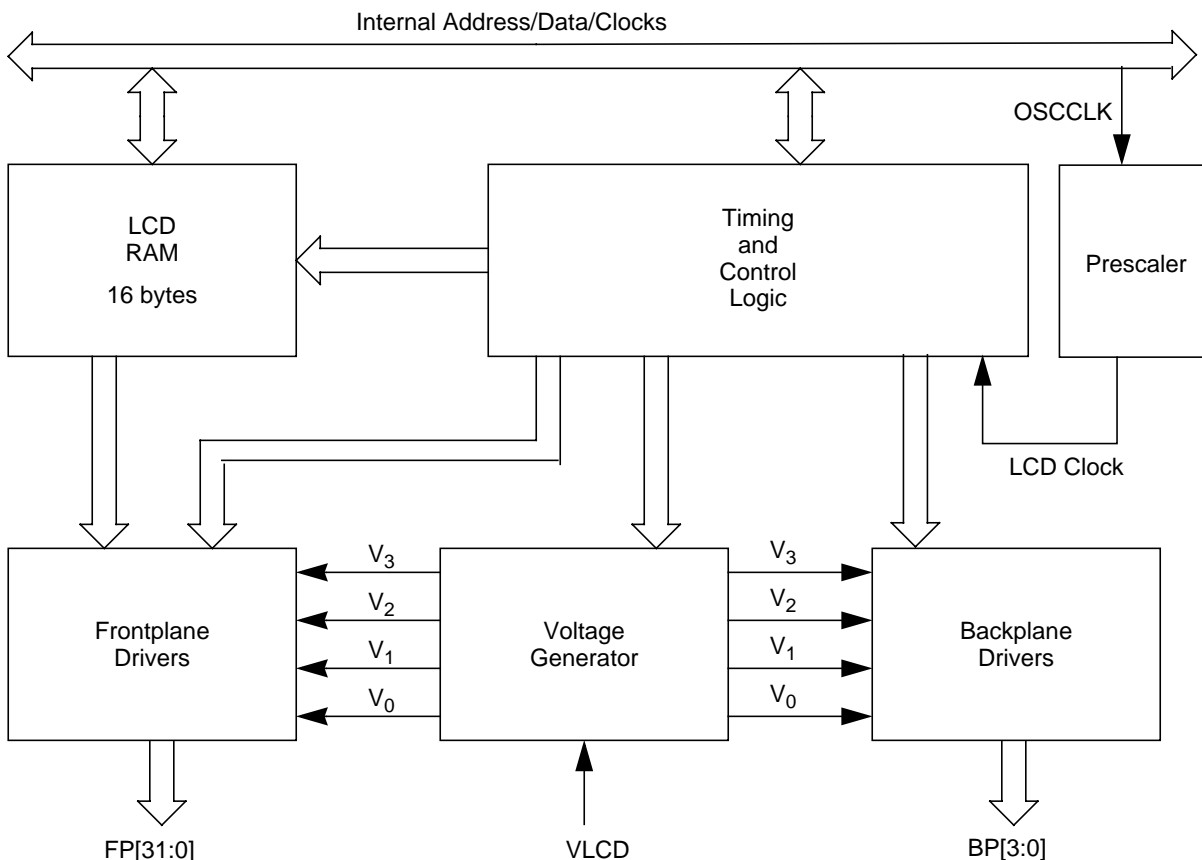 Internal Address/Data/Clocks
OSCCLK
LCD
RAM
16 bytes
Timing
and
Control
Logic
Prescaler
LCD Clock
V3
V2
V1
V0
V3
V2
V1
V0
Frontplane
Drivers
Voltage
Generator
Backplane
Drivers
FP[31:0]
VLCD
BP[3:0]